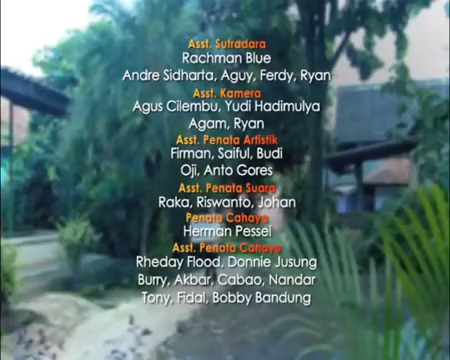 Asst. Sutradara
Rachman Blue
Andre Sidharta, Aguy, Ferdy, Ryan
Asst. Kamera
Agus Cilembu, Yudi Hadimulya
Agam, Ryan
Asst. Penata Artistik
Firman, Saiful, Budi
Oji, Anto Gores
Asst. Penata Suara
Raka, Riswanto, Johan
Penata Cahaya
Herman Pessei
Asst. Penata Cahaya
Rheday Flood, Donnie Jusung
Burry, Akbar, Cabao, Nandar
Tony, Fidal, Bobby Bandung